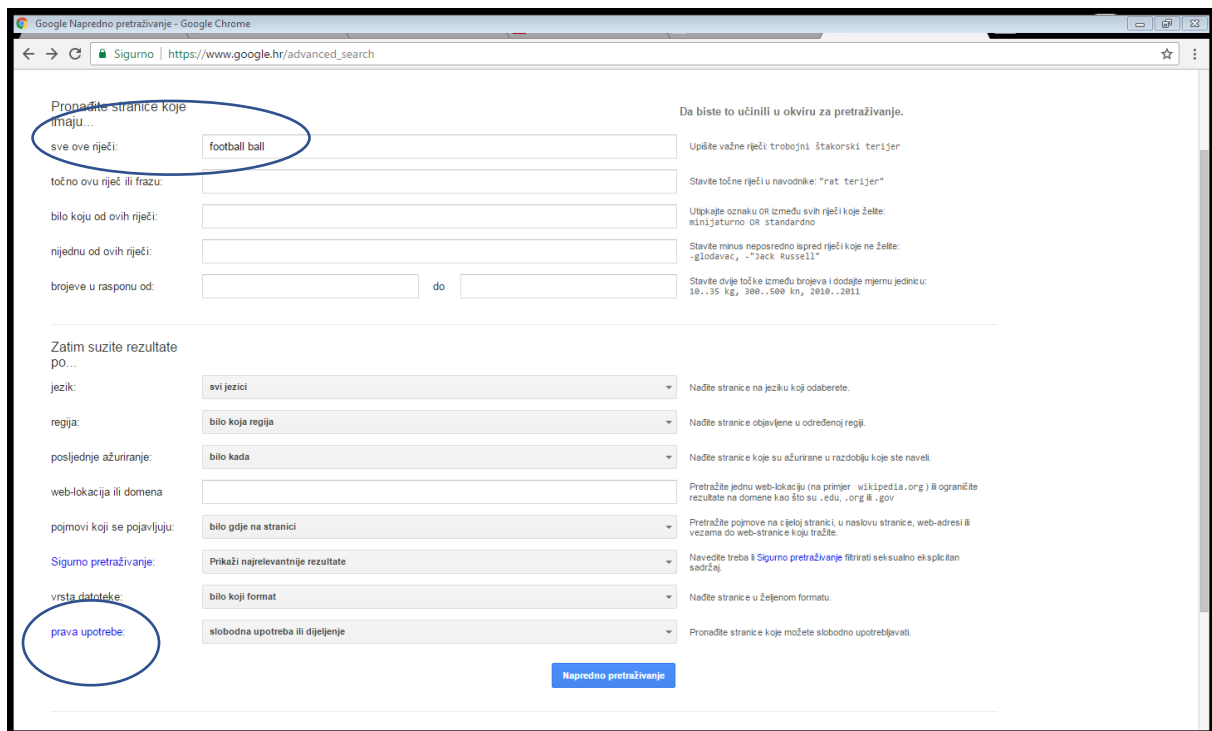 Google Napredno pretraživanje - Google Chrome
Sigurno | https://www.google.hr/advanced_search
Pronađite stranice koje
imaju...
Da biste to učinili u okviru za pretraživanje.
sve ove riječi:
football ball
Upišite važne riječi: trobojni štakorski terijer
točno ovu riječ ili frazu:
Stavite točne riječi u navodnike: "rat terijer"
bilo koju od ovih riječi:
Utipkajte oznaku OR između svih riječi koje želite:
minijaturno OR standardno
nijednu od ovih riječi:
Stavite minus neposredno ispred riječi koje ne želite:
-glodavac, -"Jack Russell"
brojeve u rasponu od:
do
Stavite dvije točke između brojeva i dodajte mjernu jedinicu:
10..35 kg, 300..500 kn, 2010..2011
Zatim suzite rezultate
po...
jezik:
svi jezici
Nađite stranice na jeziku koji odaberete.
regija:
bilo koja regija
Nađite stranice objavljene u određenoj regiji.
posljednje ažuriranje:
bilo kada
Nađite stranice koje su ažurirane u razdoblju koje ste naveli.
web-lokacija ili domena
Pretražite jednu web-lokaciju (na primjer wikipedia.org ) ili ograničite
rezultate na domene kao što su .edu, .org ili .gov
pojmovi koji se pojavljuju:
bilo gdje na stranici
Pretražite pojmove na cijeloj stranici, u naslovu stranice, web-adresi ili
vezama do web-stranice koju tražite.
Sigurno pretraživanje:
Prikaži najrelevantnije rezultate
Navedite treba li Sigurno pretraživanje filtrirati seksualno eksplicitan
sadržaj.
vrsta datoteke:
bilo koji format
Nađite stranice u željenom formatu.
prava upotrebe:
slobodna upotreba ili dijeljenje
Pronađite stranice koje možete slobodno upotrebljavati.
Napredno pretraživanje